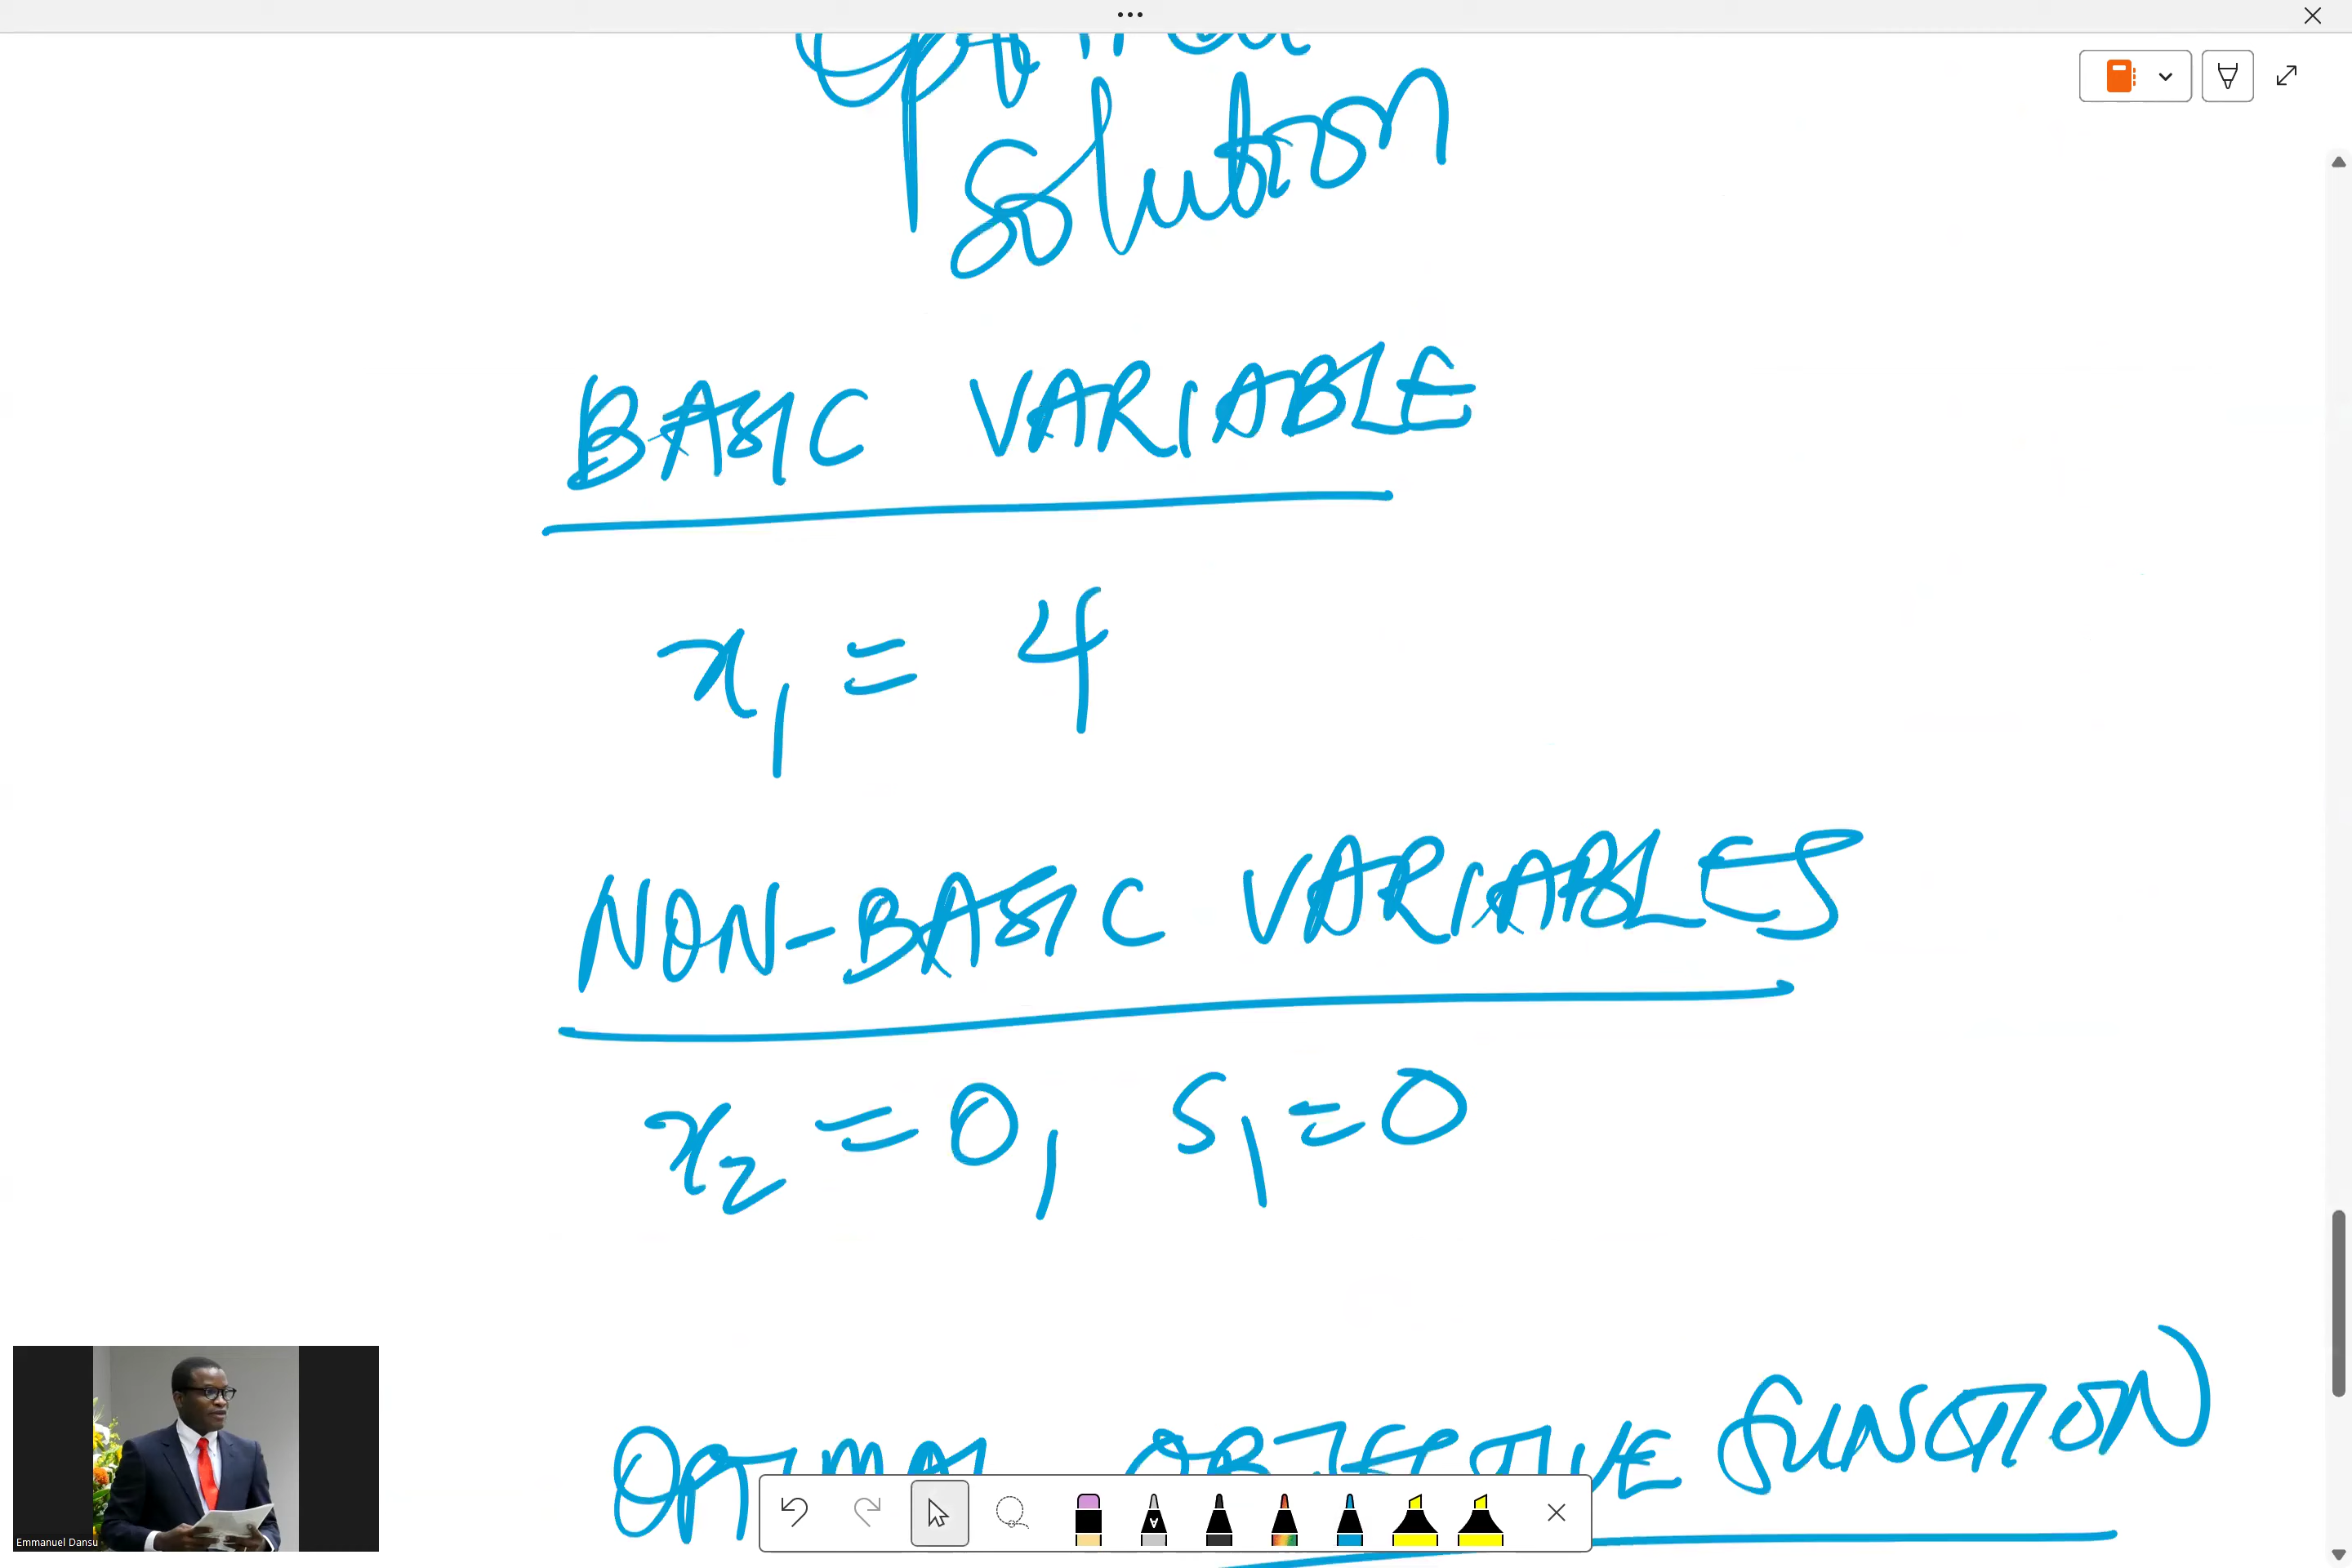 solution
BASIC VARIABLE
x₁ = 4
NON-BASIC VARIABLES
x₂ = 0, s₁ = 0
OPTIMAL OBJECTIVE FUNCTION
Emmanuel Dansu